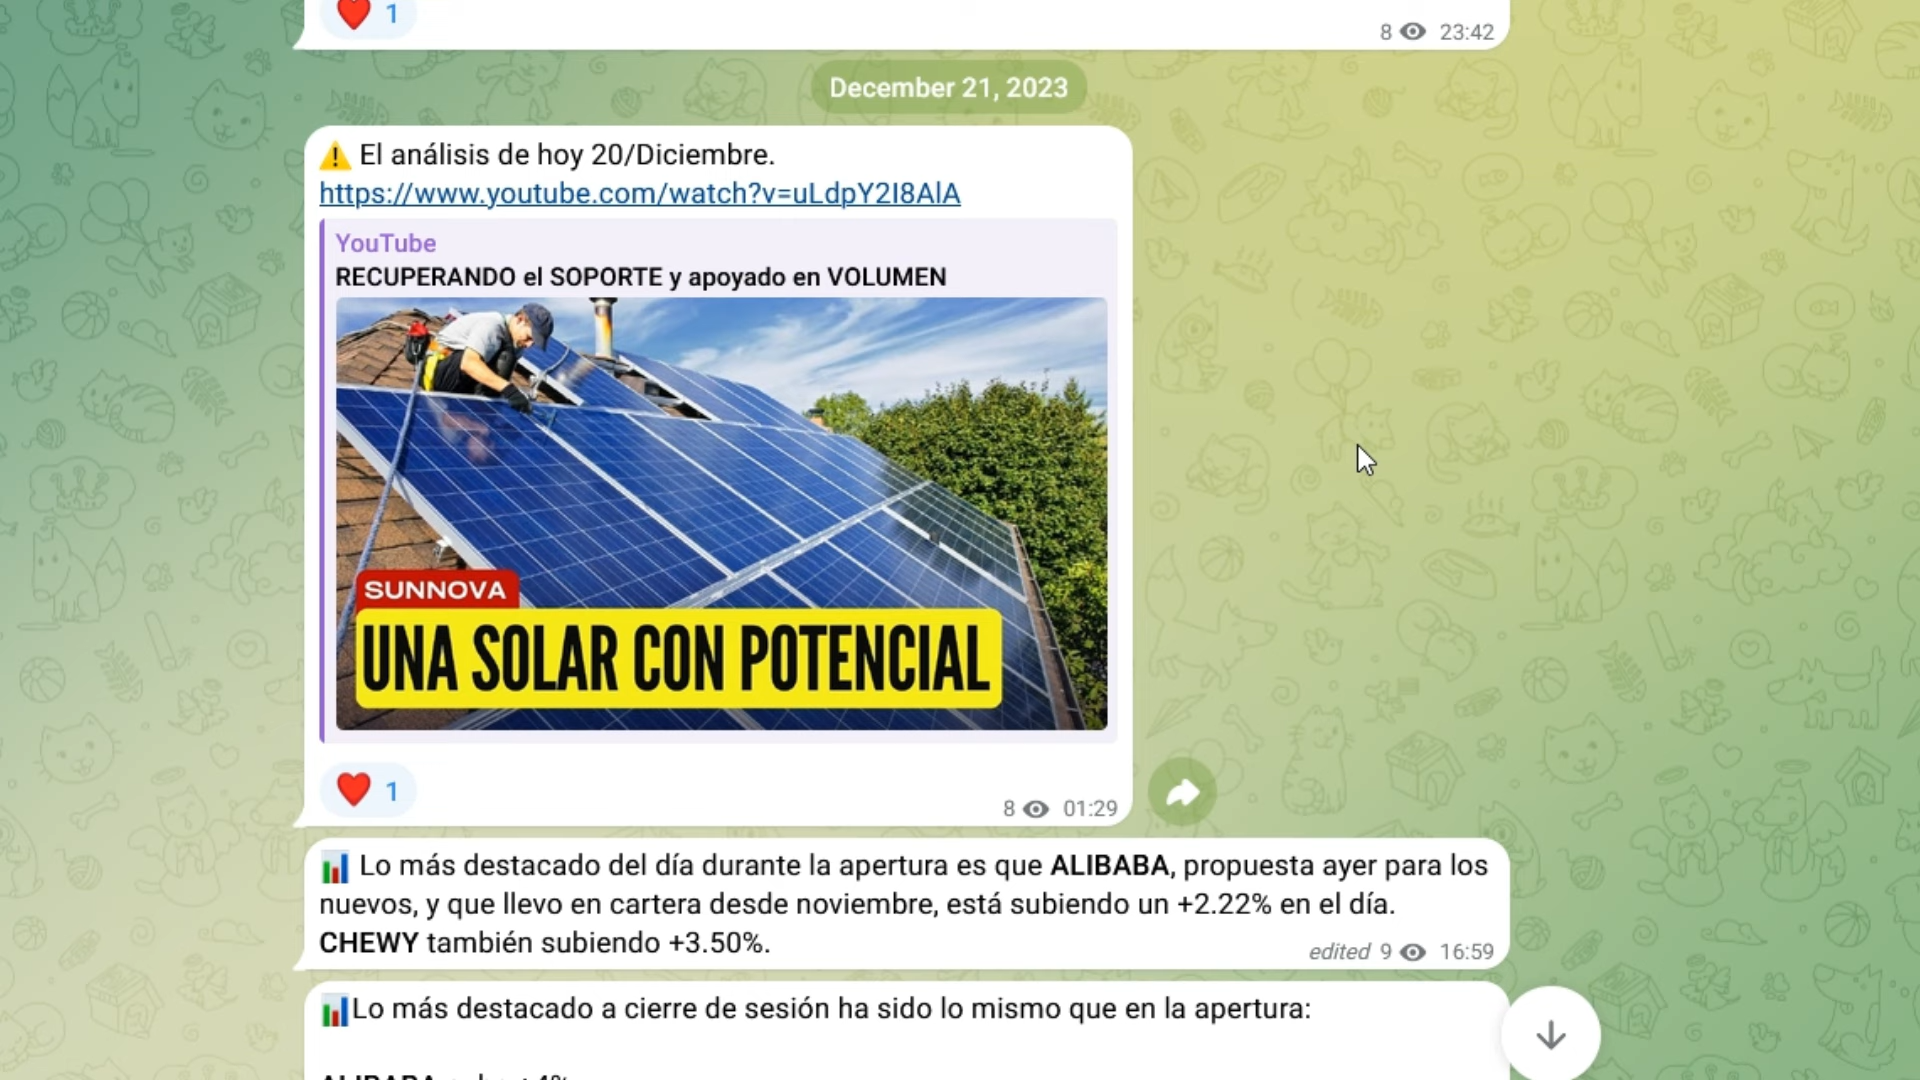 1
8 23:42
December 21, 2023
⚠️ El análisis de hoy 20/Diciembre.
https://www.youtube.com/watch?v=uLdpY2I8AlA
YouTube
RECUPERANDO el SOPORTE y apoyado en VOLUMEN
SUNNOVA
UNA SOLAR CON POTENCIAL
1
8 01:29
📊 Lo más destacado del día durante la apertura es que ALIBABA, propuesta ayer para los
nuevos, y que llevo en cartera desde noviembre, está subiendo un +2.22% en el día.
CHEWY también subiendo +3.50%.
edited 9 16:59
📊Lo más destacado a cierre de sesión ha sido lo mismo que en la apertura:
ALIBABA sube +4%